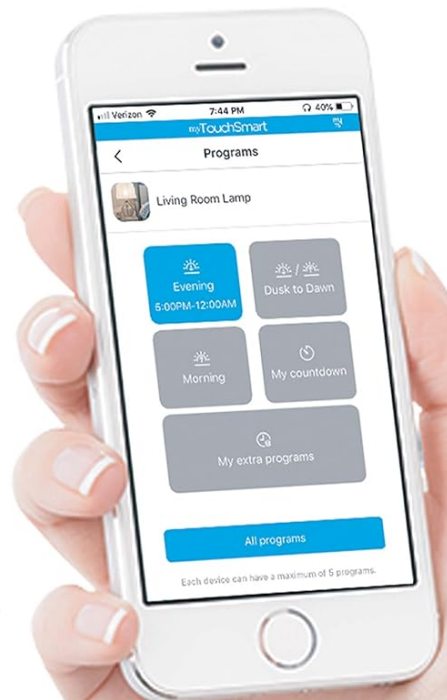 Verizon 7:44 PM 40%
myTouchSmart
Programs
Living Room Lamp
Evening
5:00PM-12:00AM
/
Dusk to Dawn
Morning
My countdown
My extra programs
All programs
Each device can have a maximum of 5 programs.